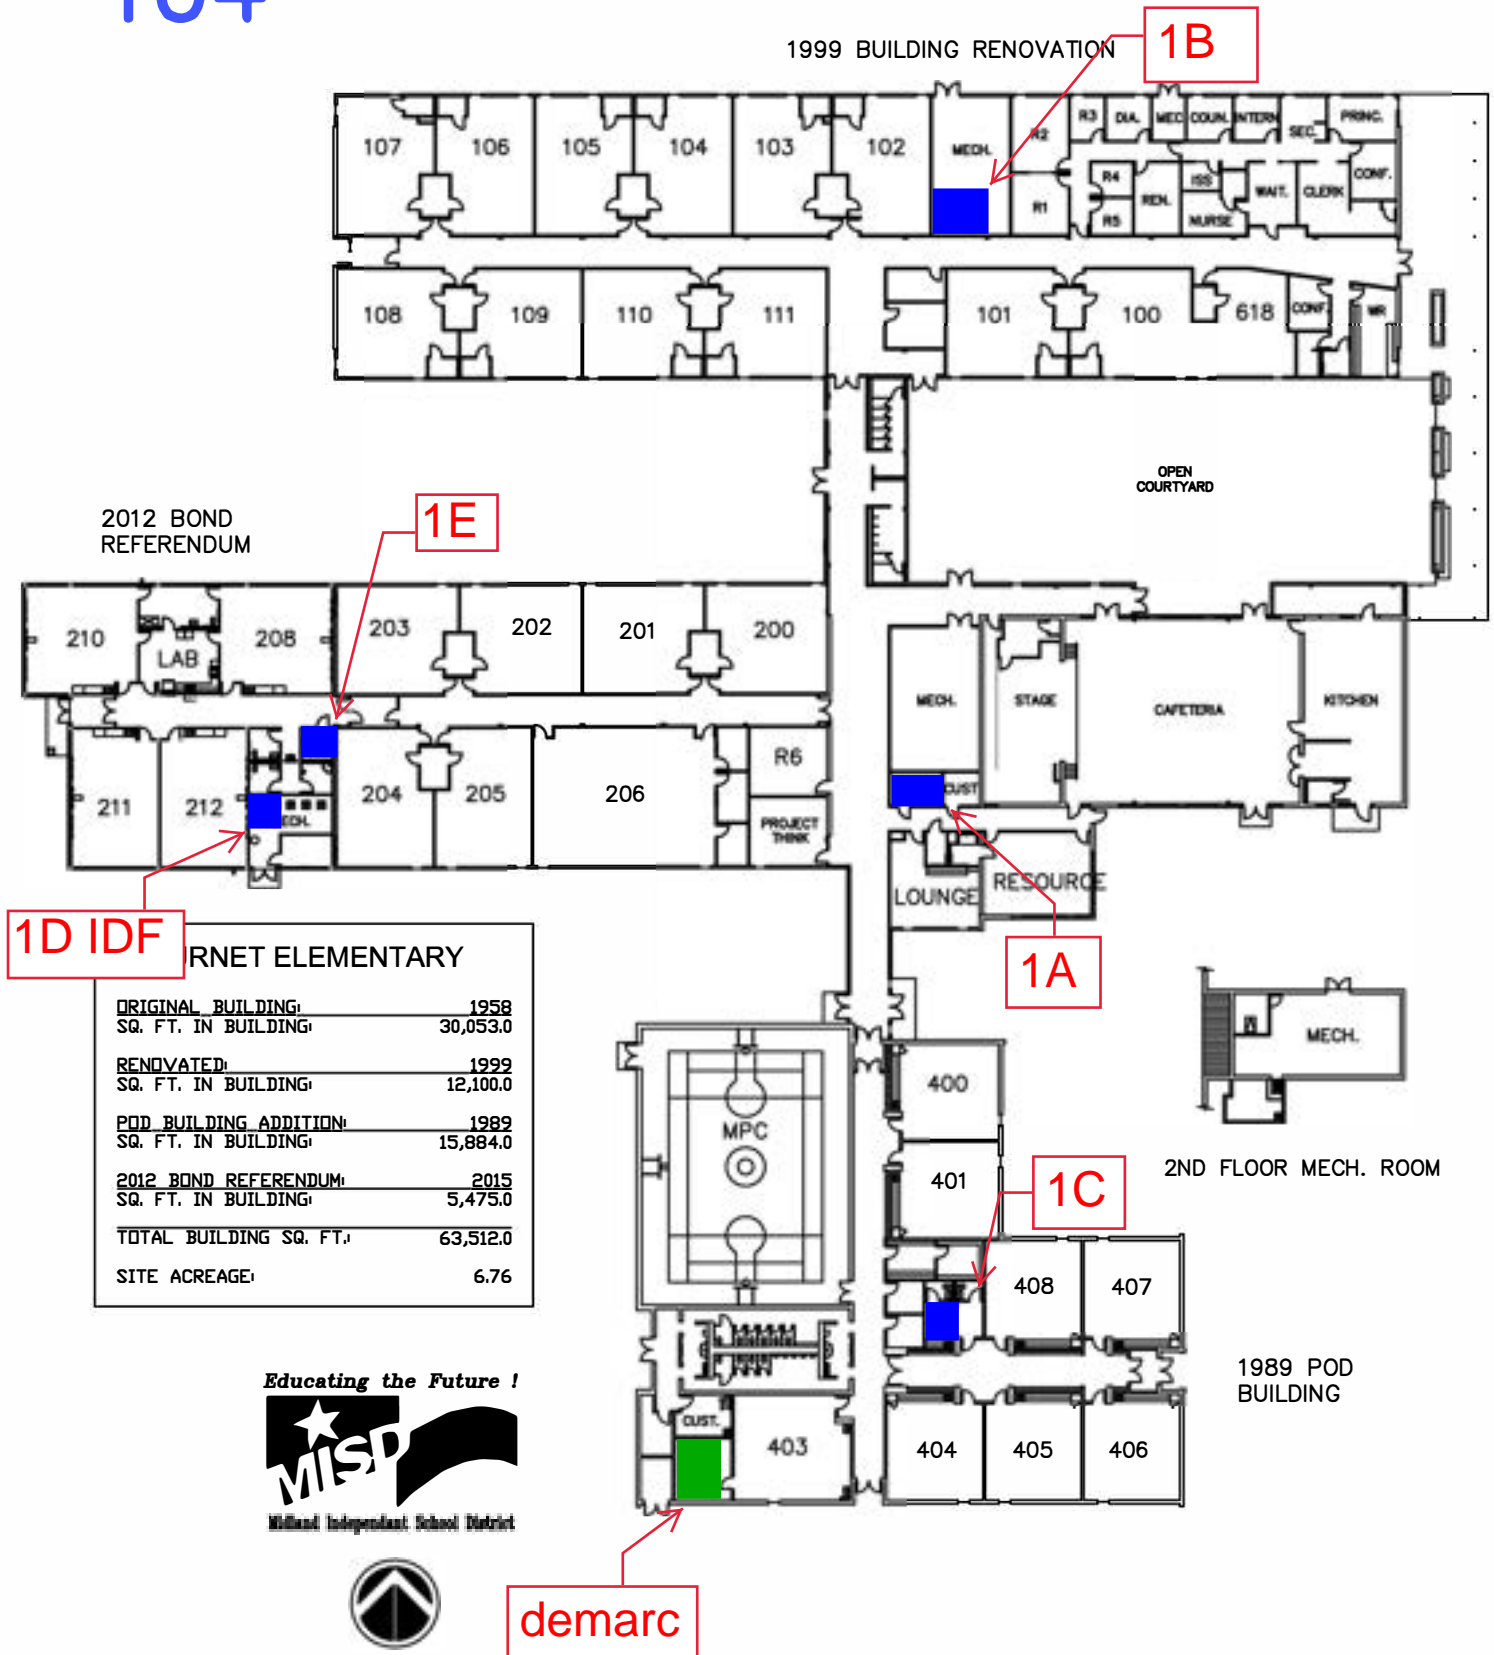 1999 BUILDING RENOVATION
1B
107
106
105
104
103
102
MECH.
R2
R1
R3
DIA.
MEC
COUN.
INTERN
SEC.
PRINC.
R4
R5
REN.
ISS
NURSE
WAIT.
CLERK
CONF.
108
109
110
111
101
100
618
CONF.
WR
OPEN
COURTYARD
2012 BOND
REFERENDUM
1E
210
LAB
208
203
202
201
200
MECH.
STAGE
CAFETERIA
KITCHEN
211
212
ECH.
204
205
206
R6
PROJECT
THINK
CUST
LOUNGE
RESOURCE
1D IDF
1A
RNET ELEMENTARY
ORIGINAL BUILDING: 1958
SQ. FT. IN BUILDING: 30,053.0
RENOVATED: 1999
SQ. FT. IN BUILDING: 12,100.0
POD BUILDING ADDITION: 1989
SQ. FT. IN BUILDING: 15,884.0
2012 BOND REFERENDUM: 2015
SQ. FT. IN BUILDING: 5,475.0
TOTAL BUILDING SQ. FT.: 63,512.0
SITE ACREAGE: 6.76
MECH.
2ND FLOOR MECH. ROOM
400
MPC
401
1C
408
407
1989 POD
BUILDING
CUST.
403
404
405
406
Educating the Future !
MISD
Midland Independent School District
demarc